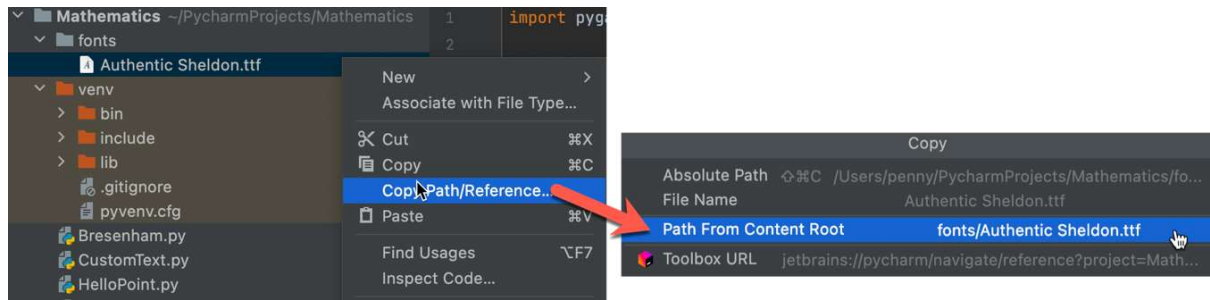 Mathematics ~/PycharmProjects/Mathematics
fonts
Authentic Sheldon.ttf
venv
bin
include
lib
.gitignore
pyvenv.cfg
Bresenham.py
CustomText.py
HelloPoint.py
1 import pyga
2
New
Associate with File Type...
Cut ⌘X
Copy ⌘C
Copy Path/Reference...
Paste ⌘V
Find Usages ⌥F7
Inspect Code...
Copy
Absolute Path ⇧⌘C /Users/penny/PycharmProjects/Mathematics/fo...
File Name Authentic Sheldon.ttf
Path From Content Root fonts/Authentic Sheldon.ttf
Toolbox URL jetbrains://pycharm/navigate/reference?project=Math...